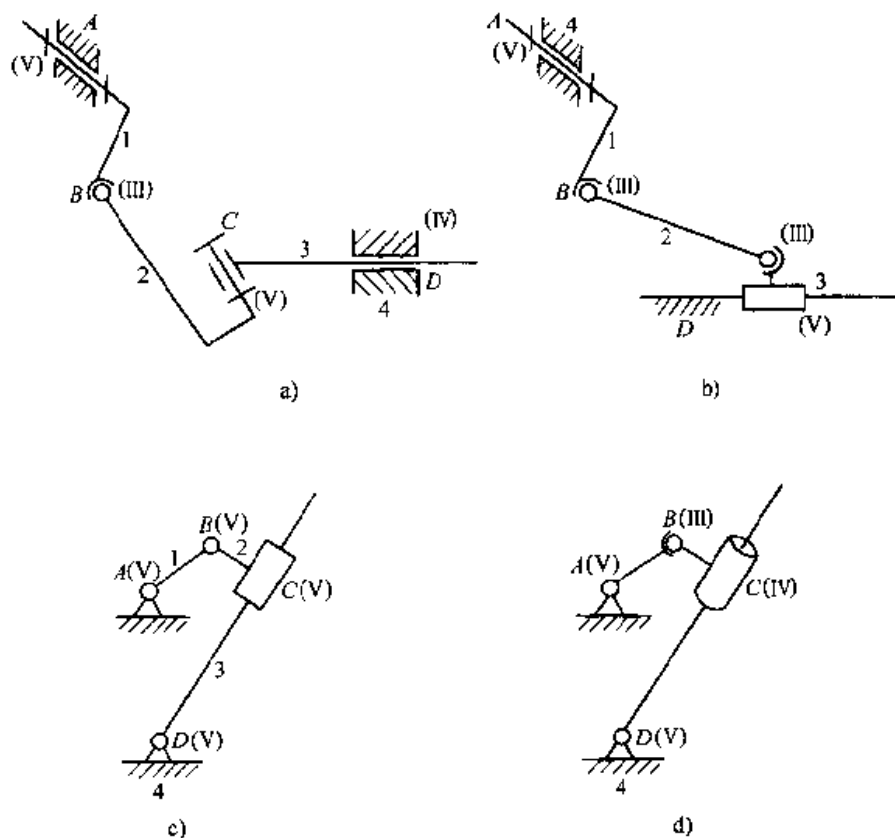 A
(V)
1
B (III)
C
2
(V)
3
(IV)
D
4
a)
A
4
(V)
1
B (III)
2
(III)
3
D
(V)
b)
B(V)
1
2
A(V)
C(V)
3
D(V)
4
c)
B(III)
A(V)
C(IV)
D(V)
4
d)